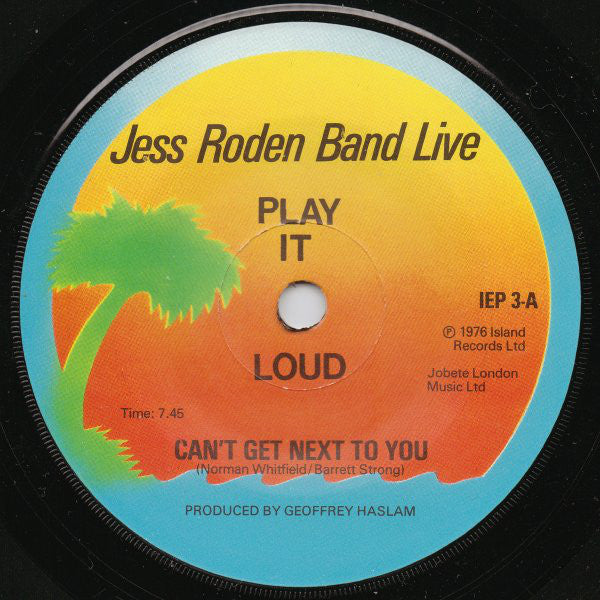 Jess Roden Band Live
PLAY
IT
LOUD
IEP 3-A
℗ 1976 Island
Records Ltd
Jobete London
Music Ltd
Time: 7.45
CAN'T GET NEXT TO YOU
(Norman Whitfield/Barrett Strong)
PRODUCED BY GEOFFREY HASLAM